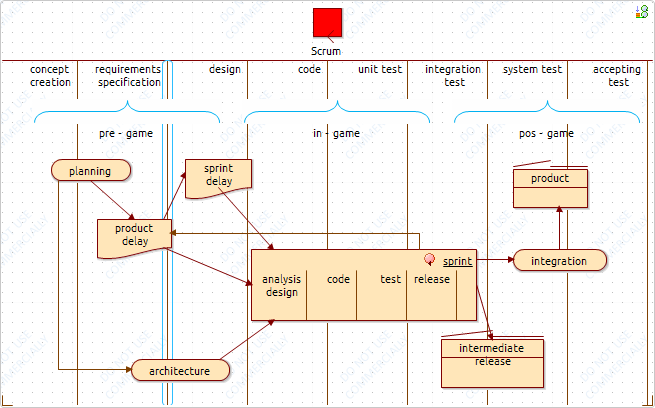 Scrum
concept creation
requirements specification
design
code
unit test
integration test
system test
accepting test
pre - game
in - game
pos - game
planning
sprint delay
product
product delay
sprint
integration
analysis design
code
test
release
intermediate release
architecture